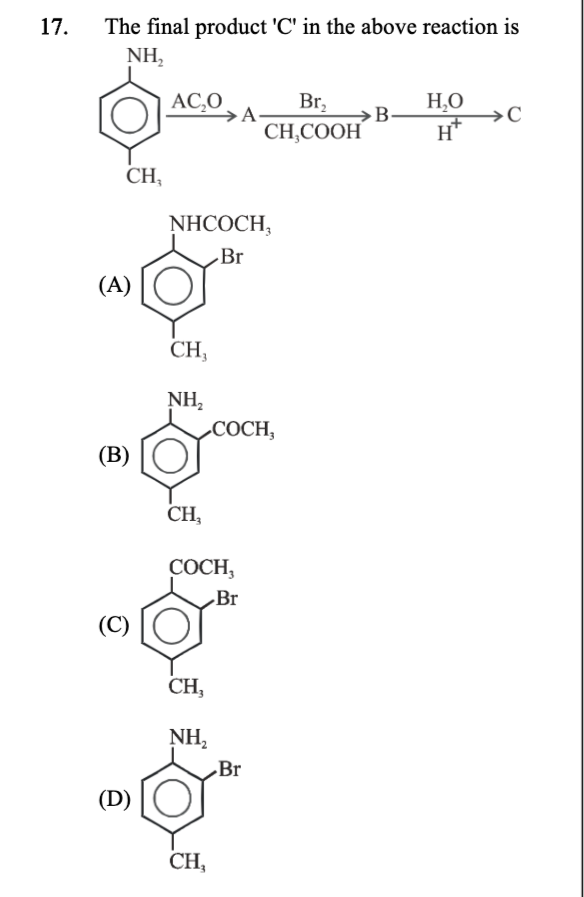 17. The final product 'C' in the above reaction is
NH₂
AC₂O A Br₂ B H₂O C
CH₃COOH H⁺
CH₃
NHCOCH₃
Br
(A)
CH₃
NH₂
COCH₃
(B)
CH₃
COCH₃
Br
(C)
CH₃
NH₂
Br
(D)
CH₃